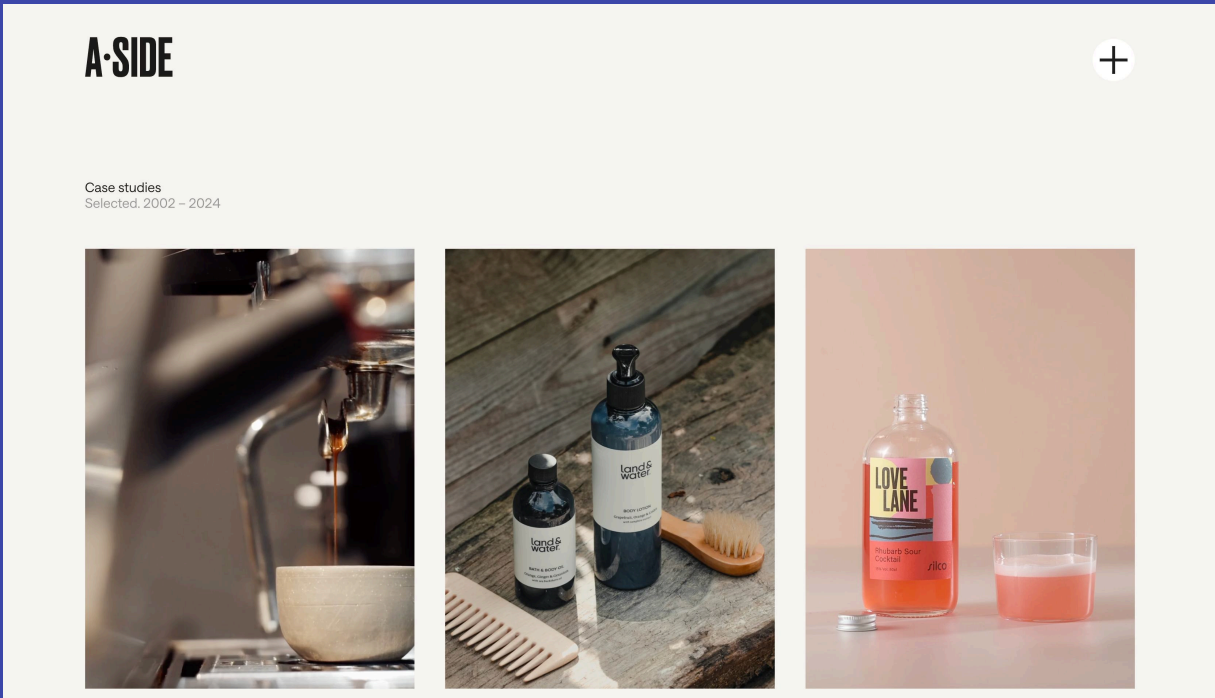 A·SIDE
Case studies
Selected. 2002 – 2024
land &
water.
BODY LOTION
land &
water.
BATH & BODY OIL
LOVE
LANE
Rhubarb Sour
Cocktail
silo